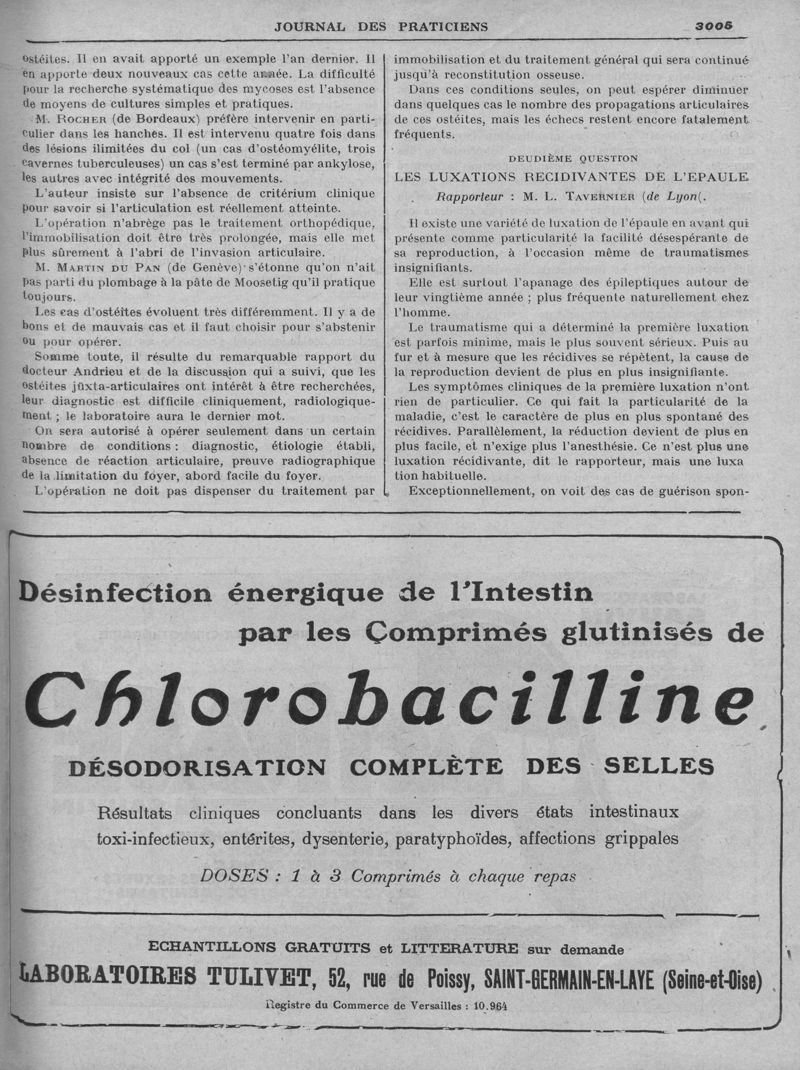 JOURNAL DES PRATICIENS
3005
ostéites. Il en avait apporté un exemple l'an dernier. Il
en apporte deux nouveaux cas cette année. La difficulté
pour la recherche systématique des mycoses est l'absence
de moyens de cultures simples et pratiques.
M. ROCHER (de Bordeaux) préfère intervenir en parti-
culier dans les hanches. Il est intervenu quatre fois dans
des lésions ilimitées du col (un cas d'ostéomyélite, trois
cavernes tuberculeuses) un cas s'est terminé par ankylose,
les autres avec intégrité des mouvements.
L'auteur insiste sur l'absence de critérium clinique
pour savoir si l'articulation est réellement atteinte.
L'opération n'abrège pas le traitement orthopédique,
l'immobilisation doit être très prolongée, mais elle met
plus sûrement à l'abri de l'invasion articulaire.
M. MARTIN DU PAN (de Genève) s'étonne qu'on n'ait
pas parti du plombage à la pâte de Moosetig qu'il pratique
toujours.
Les cas d'ostéîtes évoluent très différemment. Il y a de
bons et de mauvais cas et il faut choisir pour s'abstenir
ou pour opérer.
Somme toute, il résulte du remarquable rapport du
docteur Andrieu et de la discussion qui a suivi, que les
ostéites jûxta-articulaires ont intérêt à être recherchées,
leur diagnostic est difficile cliniquement, radiologique-
ment ; le laboratoire aura le dernier mot.
On sera autorisé à opérer seulement dans un certain
nombre de conditions : diagnostic, étiologie établi,
absence de réaction articulaire, preuve radiographique
de la limitation du foyer, abord facile du foyer.
L'opération ne doit pas dispenser du traitement par
immobilisation et du traitement général qui sera continué
jusqu'à reconstitution osseuse.
Dans ces conditions seules, on peut espérer diminuer
dans quelques cas le nombre des propagations articulaires
de ces ostéites, mais les échecs restent encore fatalement
fréquents.
DEUDIÈME QUESTION
LES LUXATIONS RECIDIVANTES DE L'EPAULE
Rapporteur : M. L. TAVERNIER (de Lyon(.
Il existe une variété de luxation de l'épaule en avant qui
présente comme particularité la facilité désespérante de
sa reproduction, à l'occasion même de traumatismes
insignifiants.
Elle est surtout l'apanage des épileptiques autour de
leur vingtième année ; plus fréquente naturellement chez
l'homme.
Le traumatisme qui a déterminé la première luxation
est parfois minime, mais le plus souvent sérieux. Puis au
fur et à mesure que les récidives se répètent, la cause de
la reproduction devient de plus en plus insignifiante.
Les symptômes cliniques de la première luxation n'ont
rien de particulier. Ce qui fait la particularité de la
maladie, c'est le caractère de plus en plus spontané des
récidives. Parallèlement, la réduction devient de plus en
plus facile, et n'exige plus l'anesthésie. Ce n'est plus une
luxation récidivante, dit le rapporteur, mais une luxa
tion habituelle.
Exceptionnellement, on voit des cas de guérison spon-
Désinfection énergique de l'Intestin
par les Çomprimés glutinisés de
Chlorobacilline
DÉSODORISATION COMPLÈTE DES SELLES
Résultats cliniques concluants dans les divers états intestinaux
toxi-infectieux, entérites, dysenterie, paratyphoïdes, affections grippales
DOSES : 1 à 3 Comprimés à chaque repas
ECHANTILLONS GRATUITS et LITTERATURE sur demande
LABORATOIRES TULIVET, 52, rue de Poissy, SAINT-GERMAIN-EN-LAYE (Seine-et-Oise)
Registre du Commerce de Versailles : 10.964